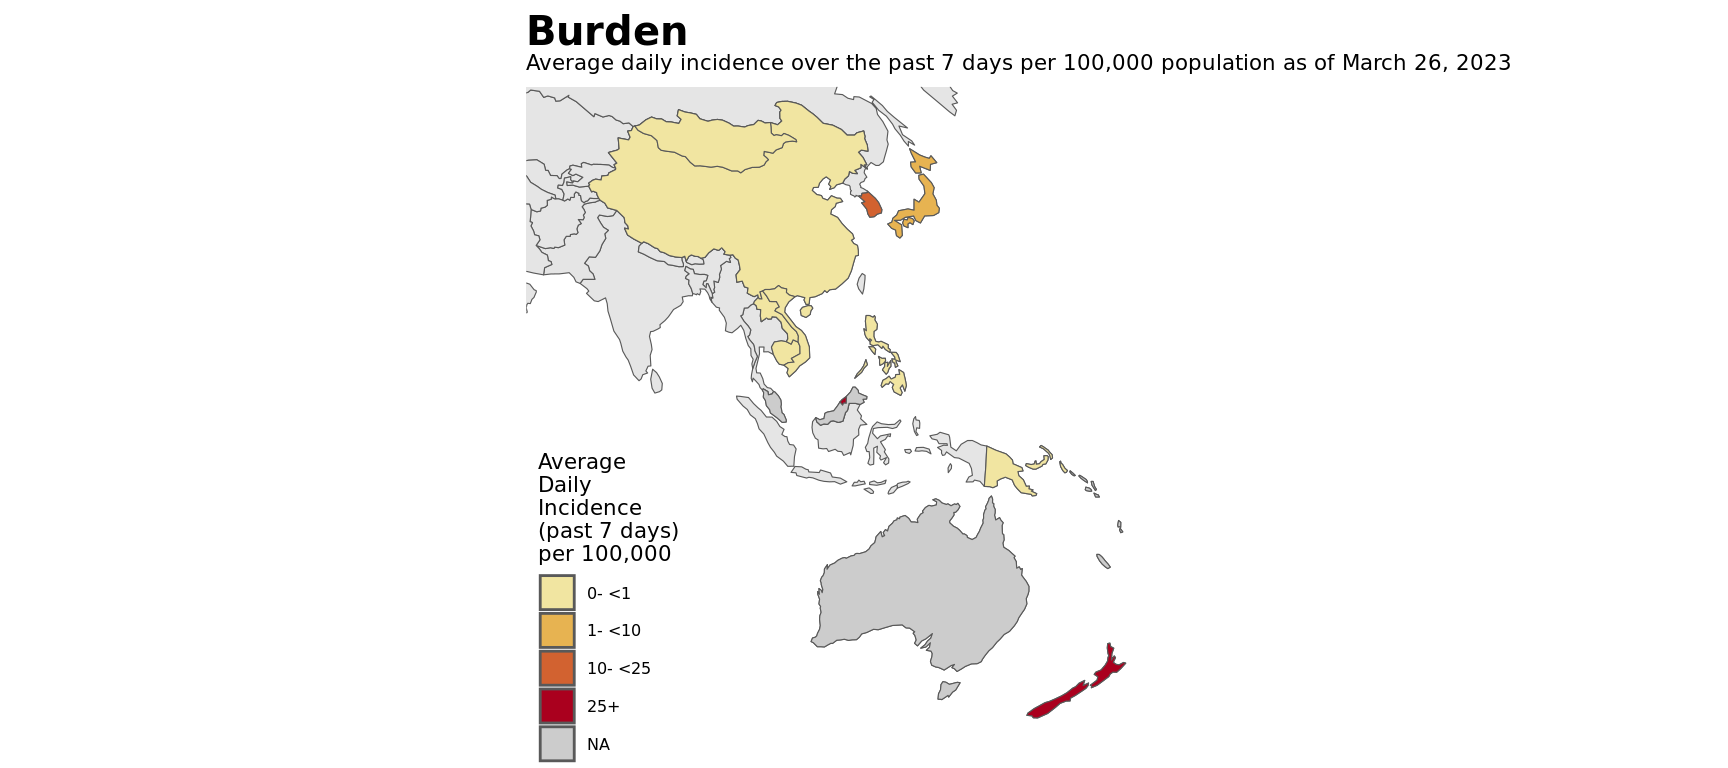 Burden
Average daily incidence over the past 7 days per 100,000 population as of March 26, 2023
Average
Daily
Incidence
(past 7 days)
per 100,000
0- <1
1- <10
10- <25
25+
NA